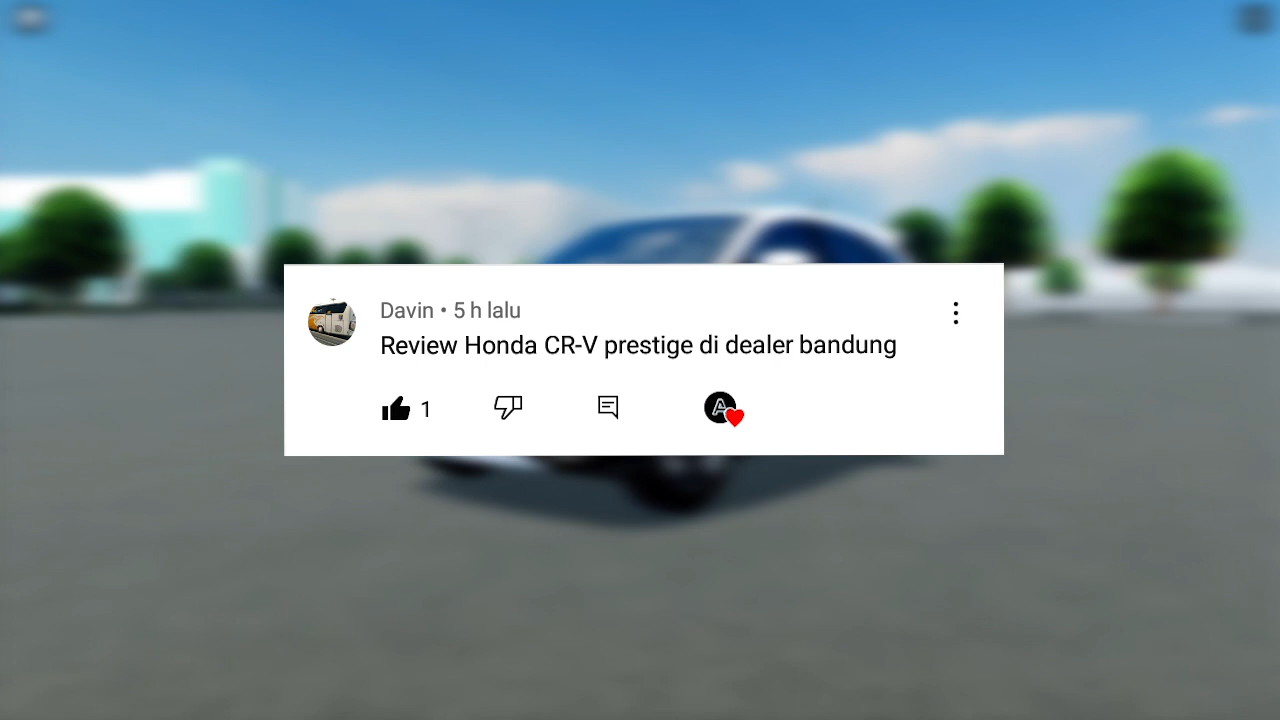 Davin • 5 h lalu
Review Honda CR-V prestige di dealer bandung
1
A